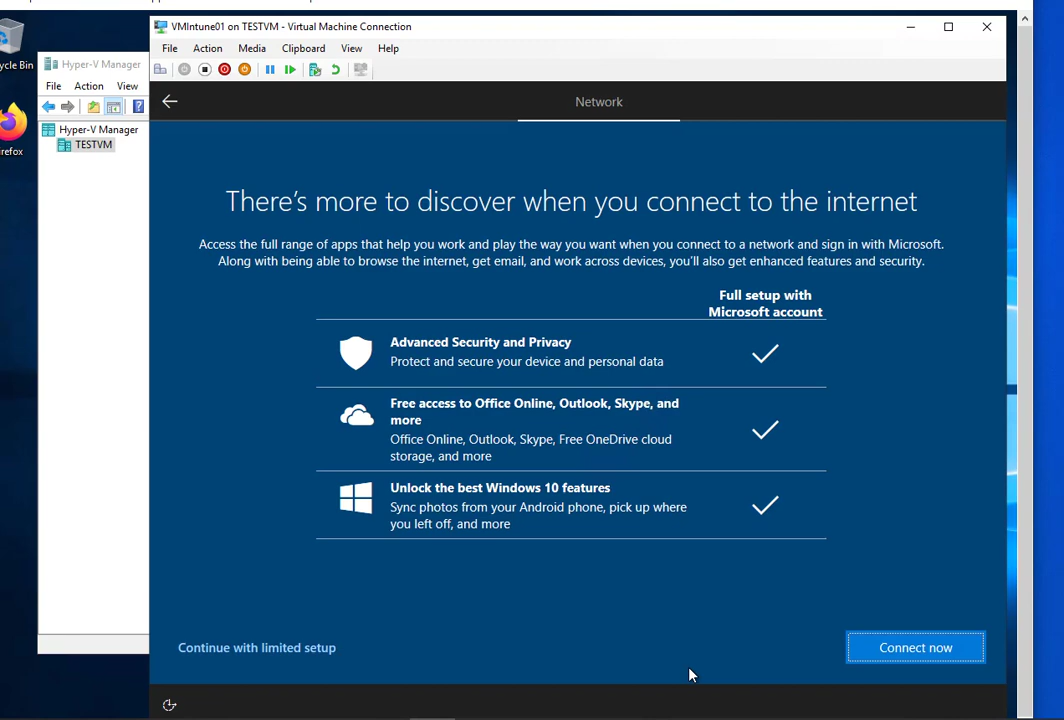 VMIntune01 on TESTVM - Virtual Machine Connection
File Action Media Clipboard View Help
Hyper-V Manager
File Action View
Hyper-V Manager
TESTVM
Network
There's more to discover when you connect to the internet
Access the full range of apps that help you work and play the way you want when you connect to a network and sign in with Microsoft.
Along with being able to browse the internet, get email, and work across devices, you'll also get enhanced features and security.
Full setup with
Microsoft account
Advanced Security and Privacy
Protect and secure your device and personal data
Free access to Office Online, Outlook, Skype, and
more
Office Online, Outlook, Skype, Free OneDrive cloud
storage, and more
Unlock the best Windows 10 features
Sync photos from your Android phone, pick up where
you left off, and more
Continue with limited setup
Connect now
ycle Bin
irefox